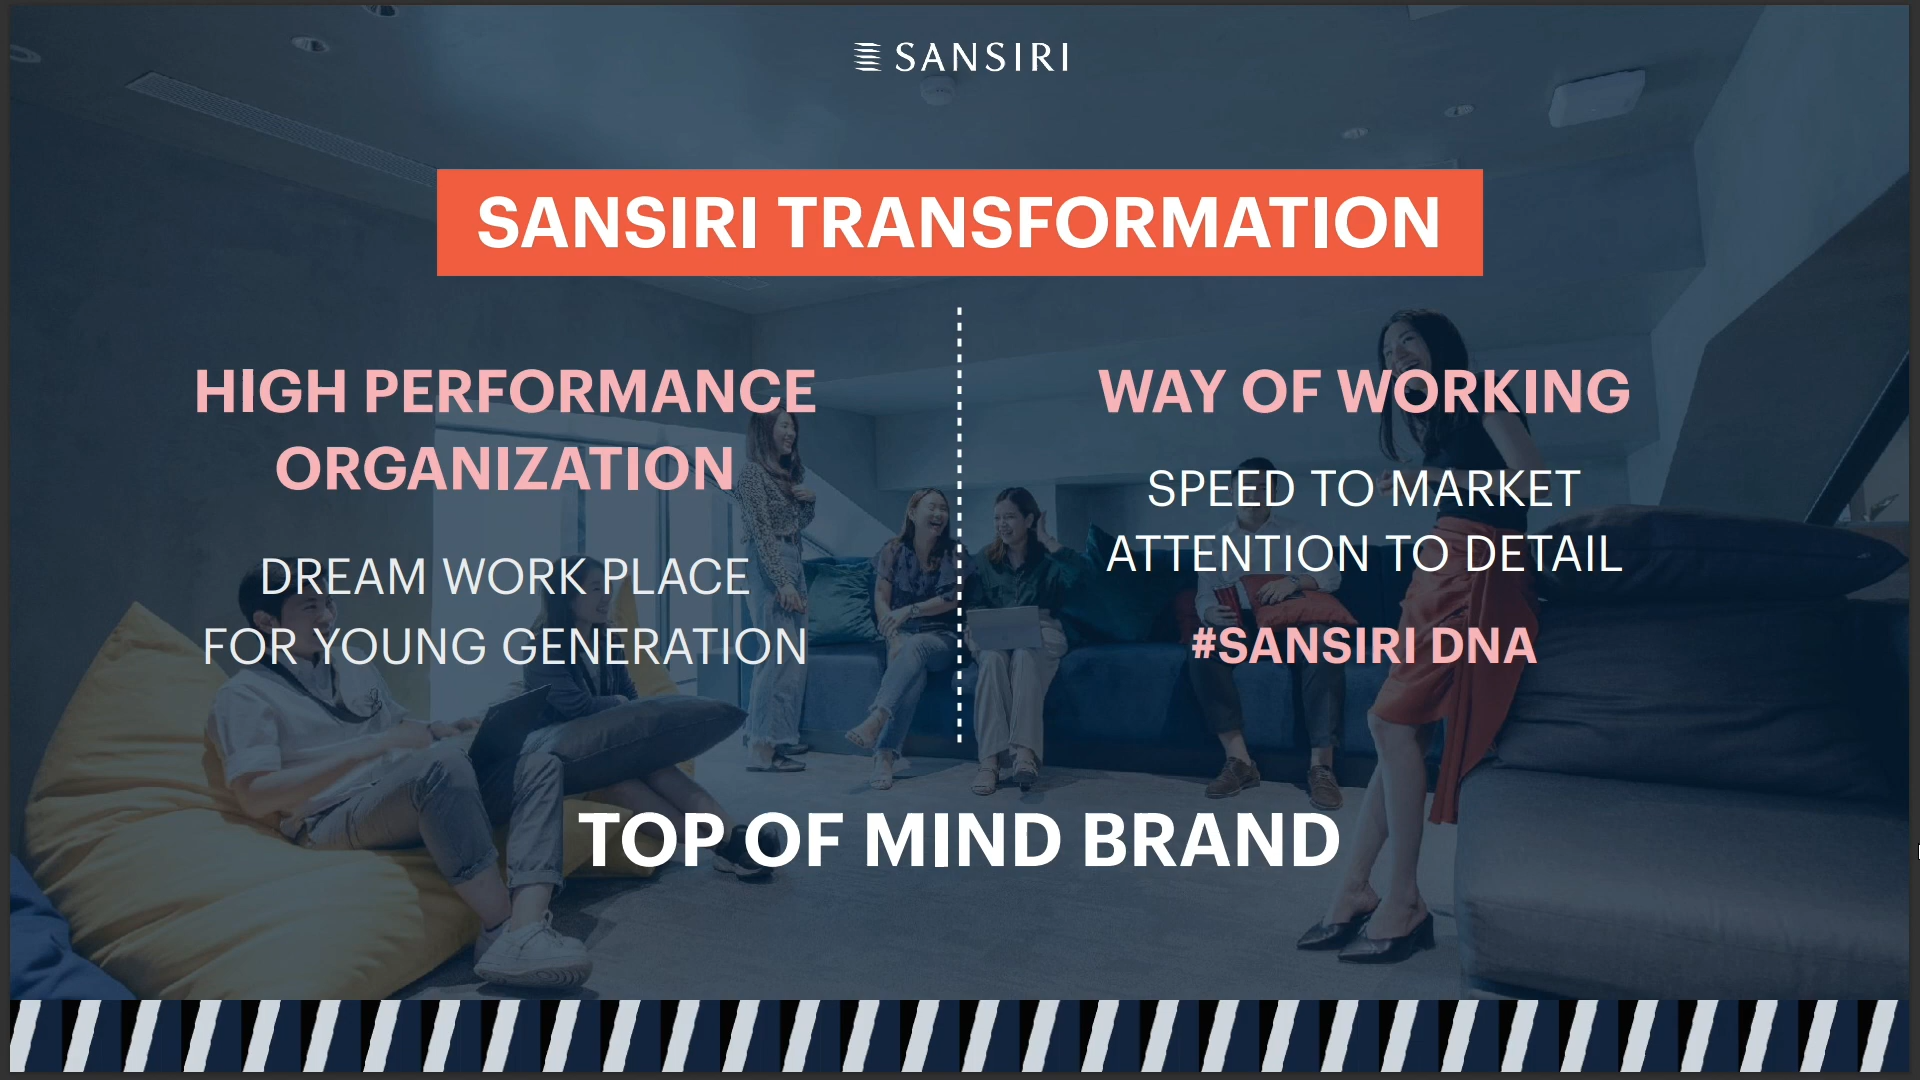 SANSIRI
SANSIRI TRANSFORMATION
HIGH PERFORMANCE
ORGANIZATION
DREAM WORK PLACE
FOR YOUNG GENERATION
WAY OF WORKING
SPEED TO MARKET
ATTENTION TO DETAIL
#SANSIRI DNA
TOP OF MIND BRAND